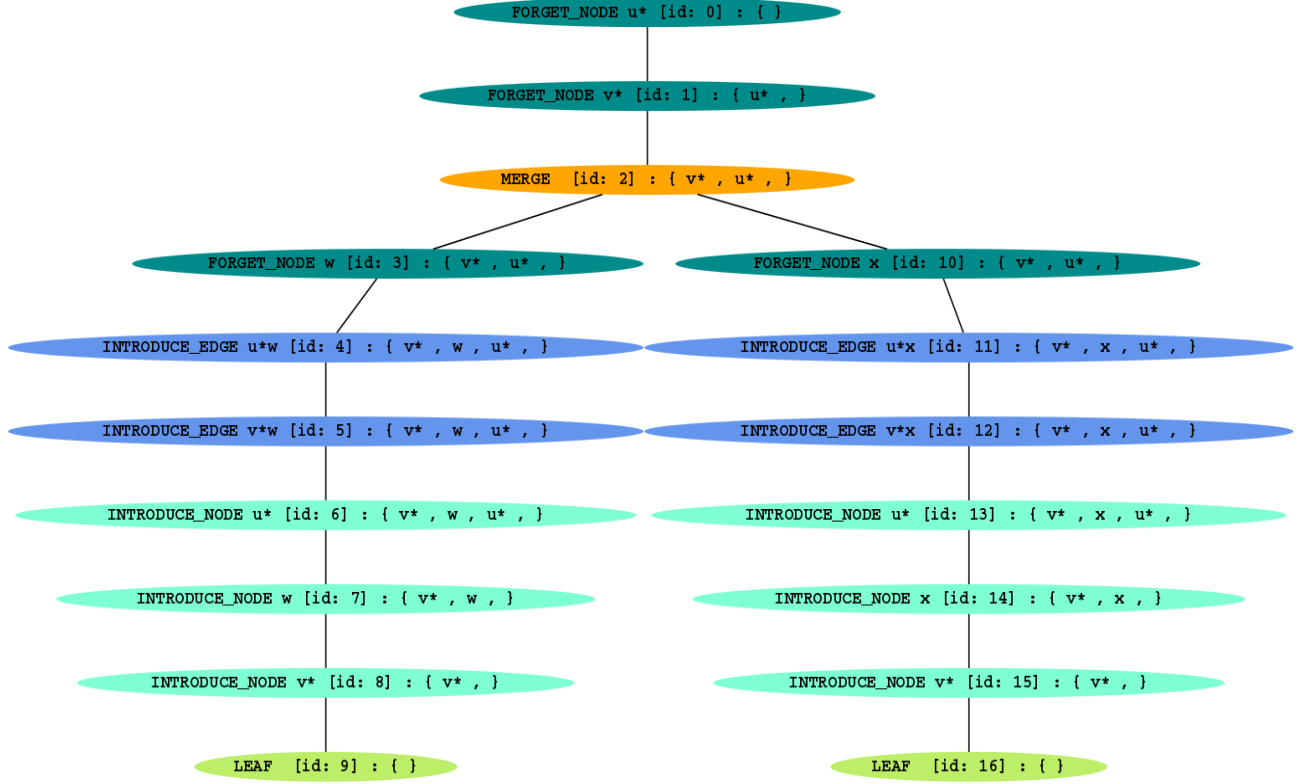 FORGET_NODE u* [id: 0] : { }
FORGET_NODE v* [id: 1] : { u* , }
MERGE  [id: 2] : { v* , u* , }
FORGET_NODE w [id: 3] : { v* , u* , }
FORGET_NODE x [id: 10] : { v* , u* , }
INTRODUCE_EDGE u*w [id: 4] : { v* , w , u* , }
INTRODUCE_EDGE u*x [id: 11] : { v* , x , u* , }
INTRODUCE_EDGE v*w [id: 5] : { v* , w , u* , }
INTRODUCE_EDGE v*x [id: 12] : { v* , x , u* , }
INTRODUCE_NODE u* [id: 6] : { v* , w , u* , }
INTRODUCE_NODE u* [id: 13] : { v* , x , u* , }
INTRODUCE_NODE w [id: 7] : { v* , w , }
INTRODUCE_NODE x [id: 14] : { v* , x , }
INTRODUCE_NODE v* [id: 8] : { v* , }
INTRODUCE_NODE v* [id: 15] : { v* , }
LEAF  [id: 9] : { }
LEAF  [id: 16] : { }